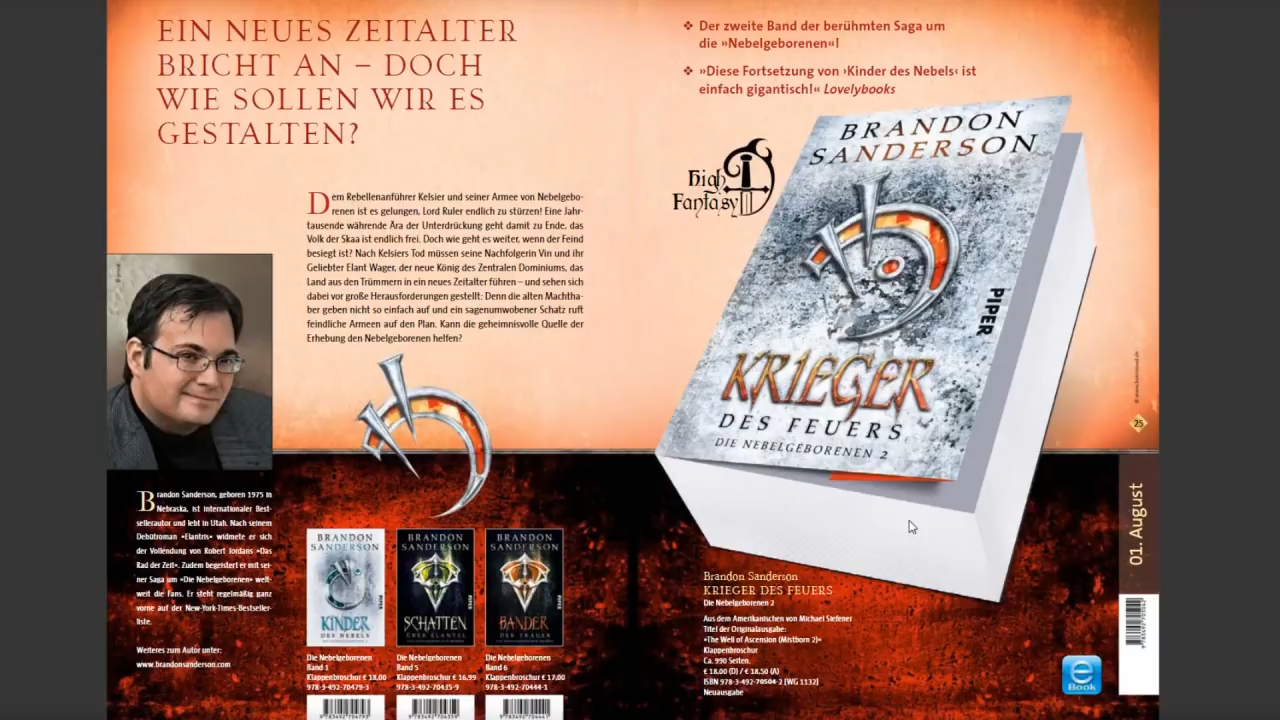 EIN NEUES ZEITALTER
BRICHT AN – DOCH
WIE SOLLEN WIR ES
GESTALTEN?
Dem Rebellenanführer Kelsier und seiner Armee von Nebelgebo-
renen ist es gelungen, Lord Ruler endlich zu stürzen! Eine Jahr-
tausende währende Ära der Unterdrückung geht damit zu Ende, das
Volk der Skaa ist endlich frei. Doch wie geht es weiter, wenn der Feind
besiegt ist? Nach Kelsiers Tod müssen seine Nachfolgerin Vin und ihr
Geliebter Elant Wager, der neue König des Zentralen Dominiums, das
Land aus den Trümmern in ein neues Zeitalter führen – und sehen sich
dabei vor große Herausforderungen gestellt: Denn die alten Machtha-
ber geben nicht so einfach auf und ein sagenumwobener Schatz ruft
feindliche Armeen auf den Plan. Kann die geheimnisvolle Quelle der
Erhebung den Nebelgeborenen helfen?
Brandon Sanderson, geboren 1975 in
Nebraska, ist internationaler Best-
sellerautor und lebt in Utah. Nach seinem
Debütroman »Elantris« widmete er sich
der Vollendung von Robert Jordans »Das
Rad der Zeit«. Zudem begeistert er mit sei-
ner Saga um »Die Nebelgeborenen« welt-
weit die Fans. Er steht regelmäßig ganz
vorne auf der New-York-Times-Bestseller-
liste.
Weiteres zum Autor unter:
www.brandonsanderson.com
BRANDON
SANDERSON
KINDER
DES NEBELS
PIPER
Die Nebelgeborenen
Band 1
Klappenbroschur € 18,00
978-3-492-70479-3
9783492704793
BRANDON
SANDERSON
SCHATTEN
ÜBER ELANTEL
PIPER
Die Nebelgeborenen
Band 5
Klappenbroschur € 16,99
978-3-492-70435-9
9783492704359
BRANDON
SANDERSON
BÄNDER
DER TRAUER
PIPER
Die Nebelgeborenen
Band 6
Klappenbroschur € 17,00
978-3-492-70444-1
9783492704441
❖ Der zweite Band der berühmten Saga um
die »Nebelgeborenen«!
❖ »Diese Fortsetzung von ›Kinder des Nebels‹ ist
einfach gigantisch!« Lovelybooks
High
Fantasy
BRANDON
SANDERSON
PIPER
KRIEGER
DES FEUERS
DIE NEBELGEBORENEN 2
Brandon Sanderson
KRIEGER DES FEUERS
Die Nebelgeborenen 2
Aus dem Amerikanischen von Michael Siefener
Titel der Originalausgabe:
»The Well of Ascension (Mistborn 2)«
Klappenbroschur
Ca. 990 Seiten.
€ 18,00 (D) / € 18,50 (A)
ISBN 978-3-492-70504-2 [WG 1132]
Neuausgabe
25
01. August
9783492705042
e
Book